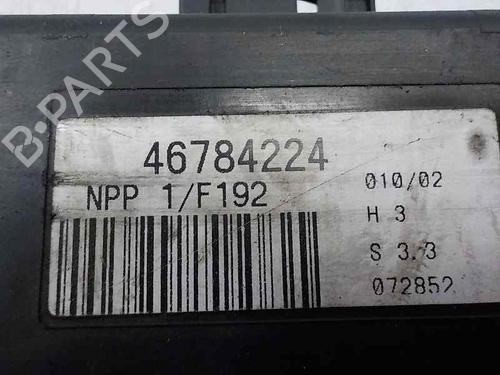 B-PARTS
46784224
NPP 1/F192
010/02
H 3
S 3.3
072852